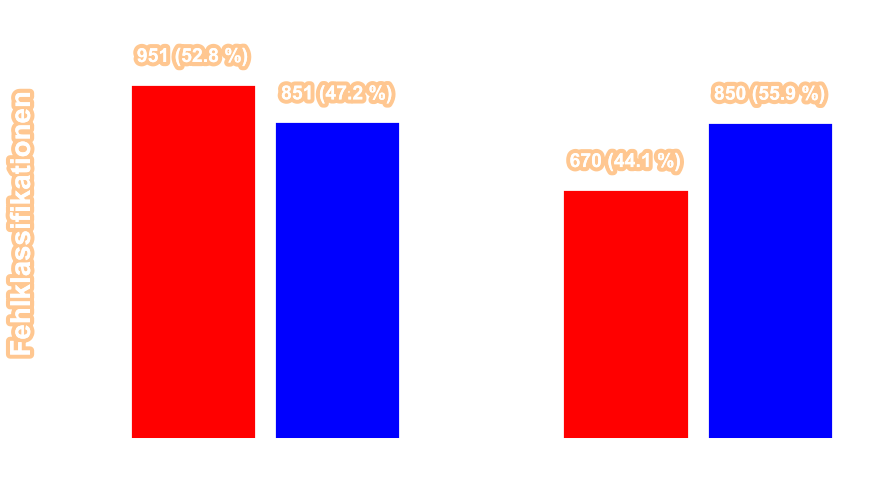 Fehlklassifikationen
951 (52.8 %)
851 (47.2 %)
670 (44.1 %)
850 (55.9 %)